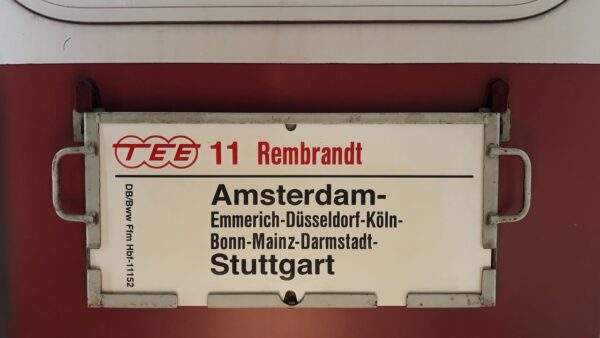 TEE 11 Rembrandt
Amsterdam-
Emmerich-Düsseldorf-Köln-
Bonn-Mainz-Darmstadt-
Stuttgart
DB/Bww Ffm Hbf-11152